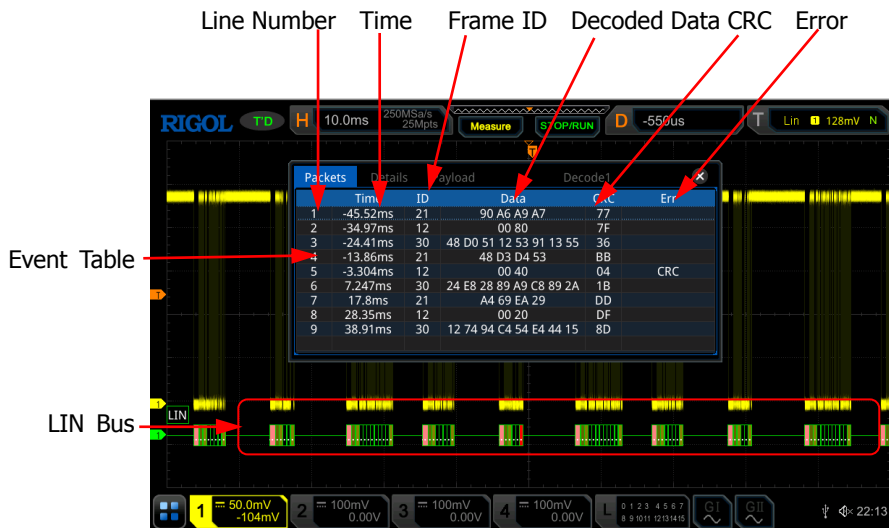 Line Number Time Frame ID Decoded Data CRC Error
RIGOL T'D H 10.0ms 250MSa/s 25Mpts Measure STOP/RUN D -550us T Lin 1 128mV N
T
Packets Details Payload Decode1 X
Time ID Data CRC Err
1 -45.52ms 21 90 A6 A9 A7 77
2 -34.97ms 12 00 80 7F
3 -24.41ms 30 48 D0 51 12 53 91 13 55 36
Event Table
4 -13.86ms 21 48 D3 D4 53 BB
5 -3.304ms 12 00 40 04 CRC
6 7.247ms 30 24 E8 28 89 A9 C8 89 2A 1B
T
7 17.8ms 21 A4 69 EA 29 DD
8 28.35ms 12 00 20 DF
9 38.91ms 30 12 74 94 C4 54 E4 44 15 8D
1
LIN
LIN Bus
1
1 50.0mV -104mV 2 100mV 0.00V 3 100mV 0.00V 4 100mV 0.00V L 0 1 2 3 4 5 6 7 8 9 1011 12131415 GI GII 22:13